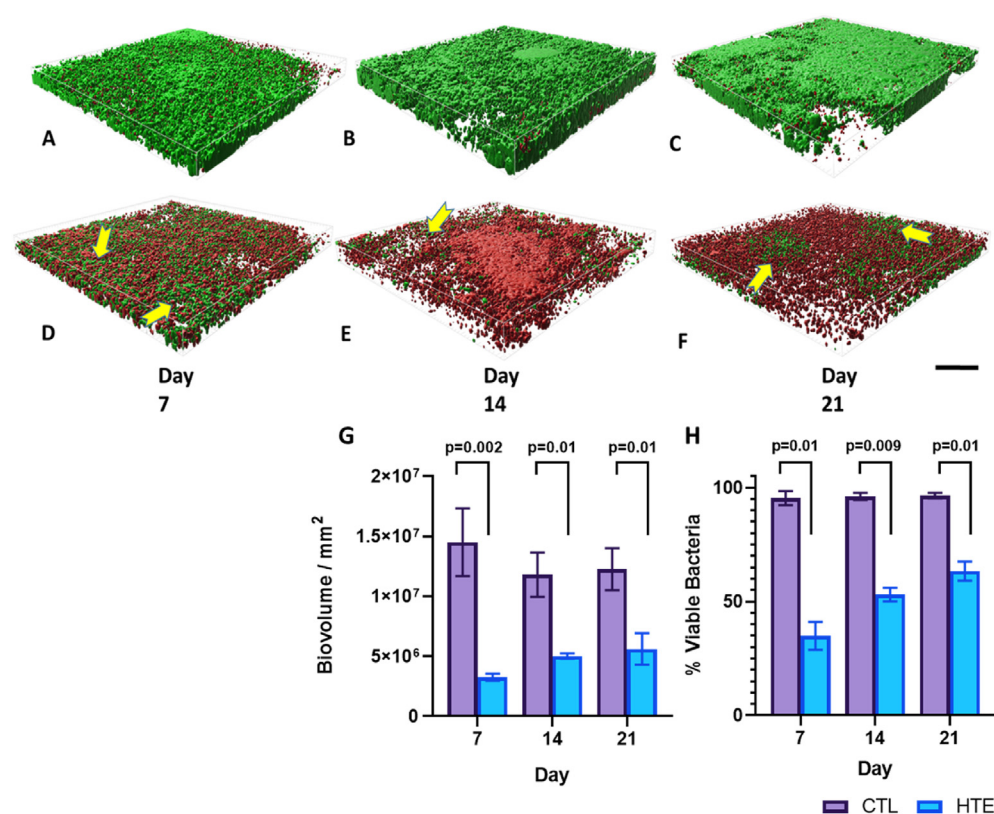 A
B
C
D
E
F
Day
7
Day
14
Day
21
G
p=0.002
p=0.01
p=0.01
2×10⁷
1.5×10⁷
1×10⁷
5×10⁶
0
Biovolume / mm²
7
14
21
Day
H
p=0.01
p=0.009
p=0.01
100
50
0
% Viable Bacteria
7
14
21
Day
CTL
HTE